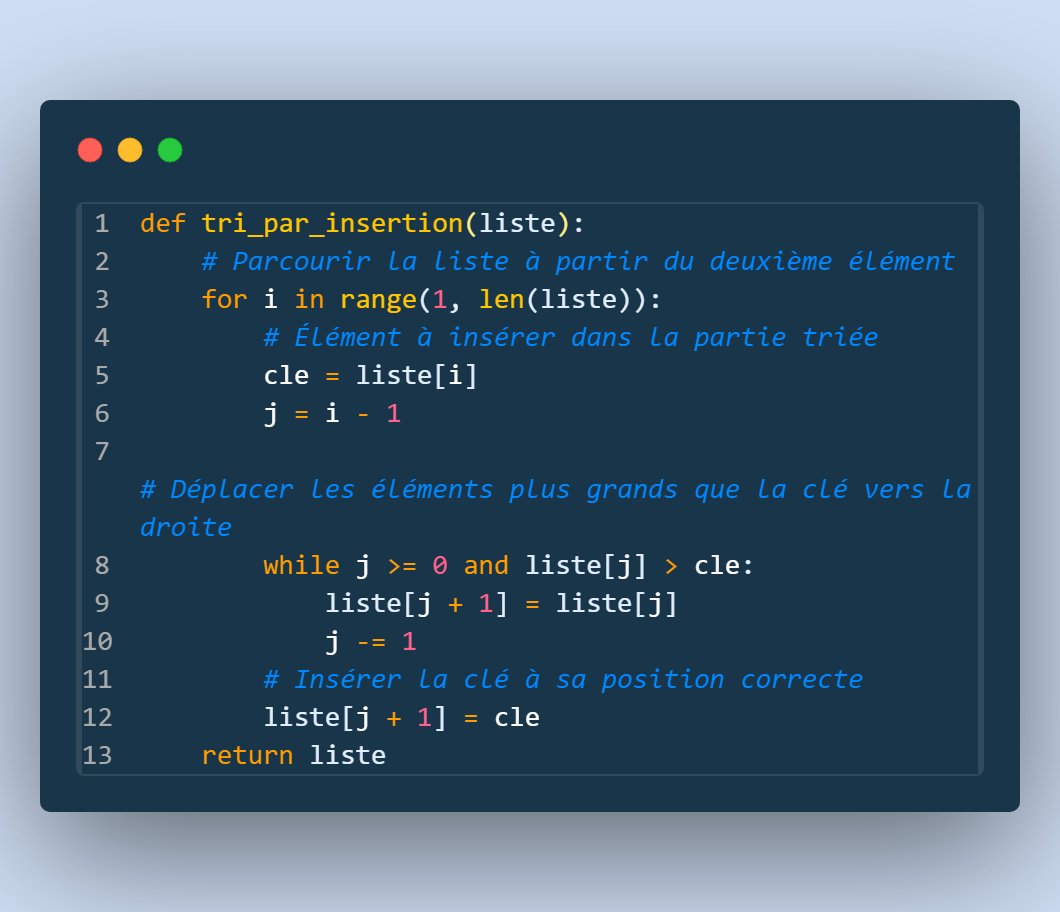 1 def tri_par_insertion(liste):
2     # Parcourir la liste à partir du deuxième élément
3     for i in range(1, len(liste)):
4         # Élément à insérer dans la partie triée
5         cle = liste[i]
6         j = i - 1
7
# Déplacer les éléments plus grands que la clé vers la
droite
8         while j >= 0 and liste[j] > cle:
9             liste[j + 1] = liste[j]
10             j -= 1
11         # Insérer la clé à sa position correcte
12         liste[j + 1] = cle
13     return liste